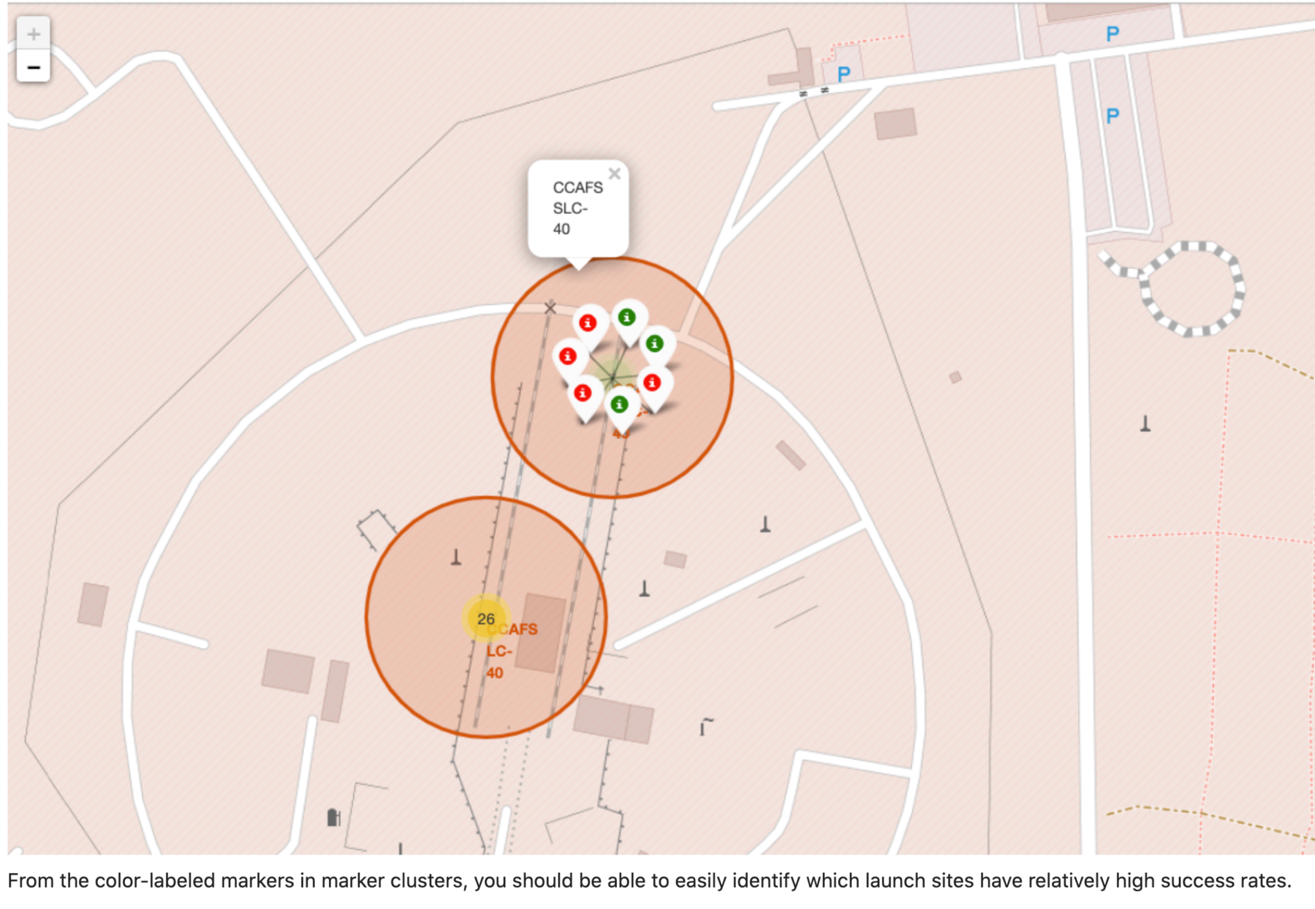 +
−
P
P
P
×
CCAFS
SLC-
40
i
i
i
i
i
i
i
40
26
CCAFS
LC-
40
From the color-labeled markers in marker clusters, you should be able to easily identify which launch sites have relatively high success rates.